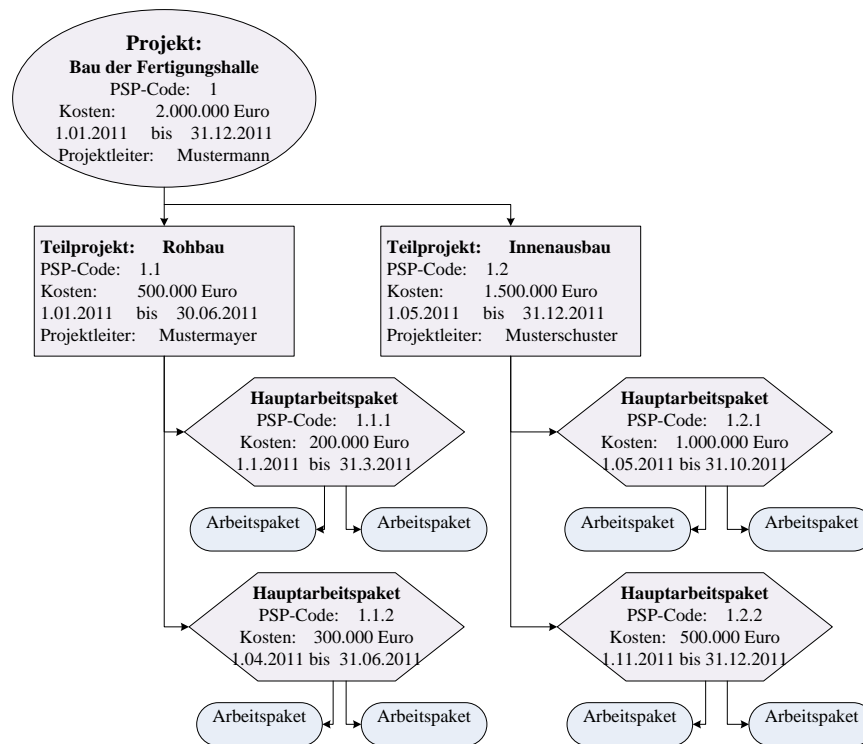 Projekt:
Bau der Fertigungshalle
PSP-Code: 1
Kosten: 2.000.000 Euro
1.01.2011 bis 31.12.2011
Projektleiter: Mustermann
Teilprojekt: Rohbau
PSP-Code: 1.1
Kosten: 500.000 Euro
1.01.2011 bis 30.06.2011
Projektleiter: Mustermayer
Teilprojekt: Innenausbau
PSP-Code: 1.2
Kosten: 1.500.000 Euro
1.05.2011 bis 31.12.2011
Projektleiter: Musterschuster
Hauptarbeitspaket
PSP-Code: 1.1.1
Kosten: 200.000 Euro
1.1.2011 bis 31.3.2011
Arbeitspaket
Arbeitspaket
Hauptarbeitspaket
PSP-Code: 1.2.1
Kosten: 1.000.000 Euro
1.05.2011 bis 31.10.2011
Arbeitspaket
Arbeitspaket
Hauptarbeitspaket
PSP-Code: 1.1.2
Kosten: 300.000 Euro
1.04.2011 bis 31.06.2011
Arbeitspaket
Arbeitspaket
Hauptarbeitspaket
PSP-Code: 1.2.2
Kosten: 500.000 Euro
1.11.2011 bis 31.12.2011
Arbeitspaket
Arbeitspaket